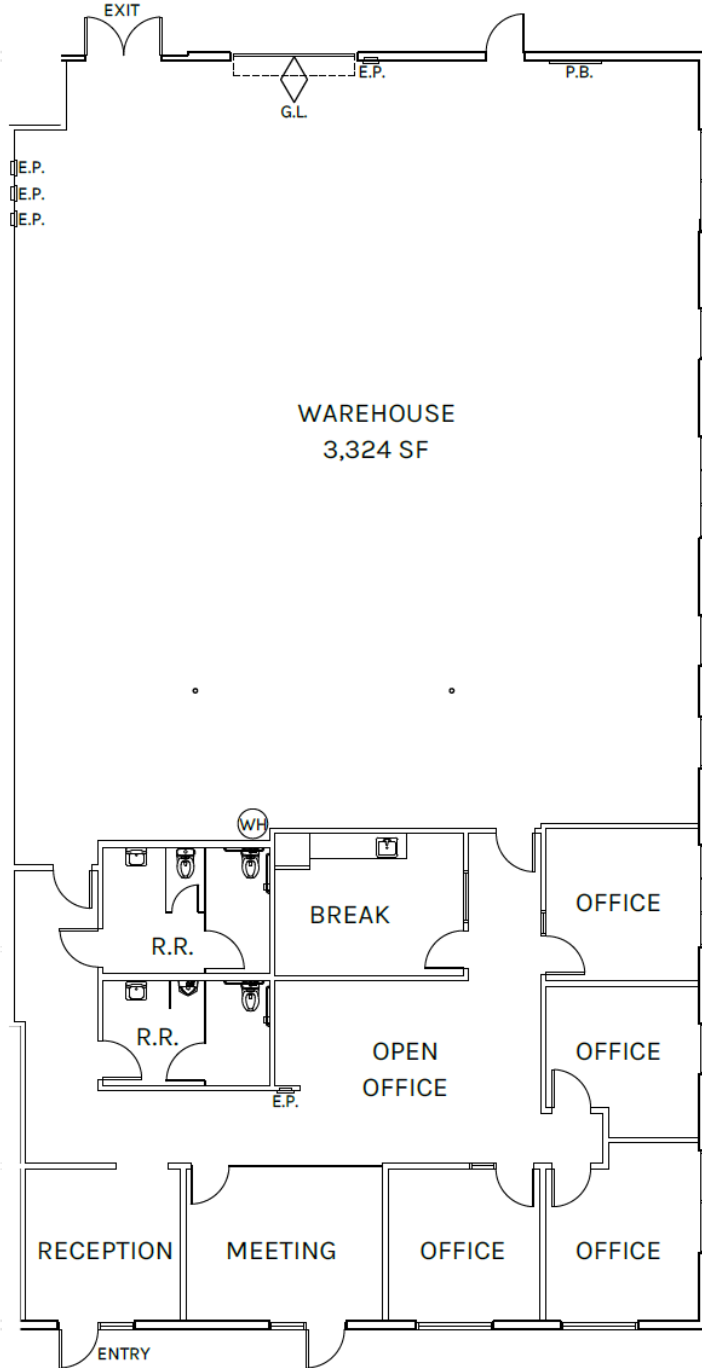 EXIT
E.P.
P.B.
G.L.
E.P.
E.P.
E.P.
WAREHOUSE
3,324 SF
WH
BREAK
OFFICE
R.R.
R.R.
OPEN
OFFICE
OFFICE
E.P.
RECEPTION
MEETING
OFFICE
OFFICE
ENTRY